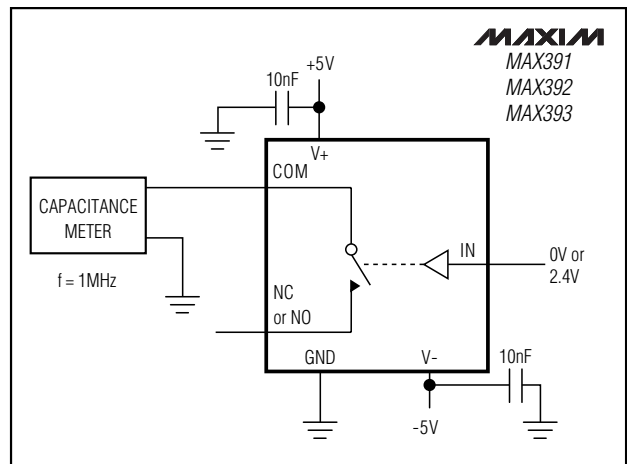 MAXIM
MAX391
MAX392
MAX393
+5V
10nF
V+
COM
CAPACITANCE
METER
f = 1MHz
IN
0V or
2.4V
NC
or NO
GND
V-
10nF
-5V